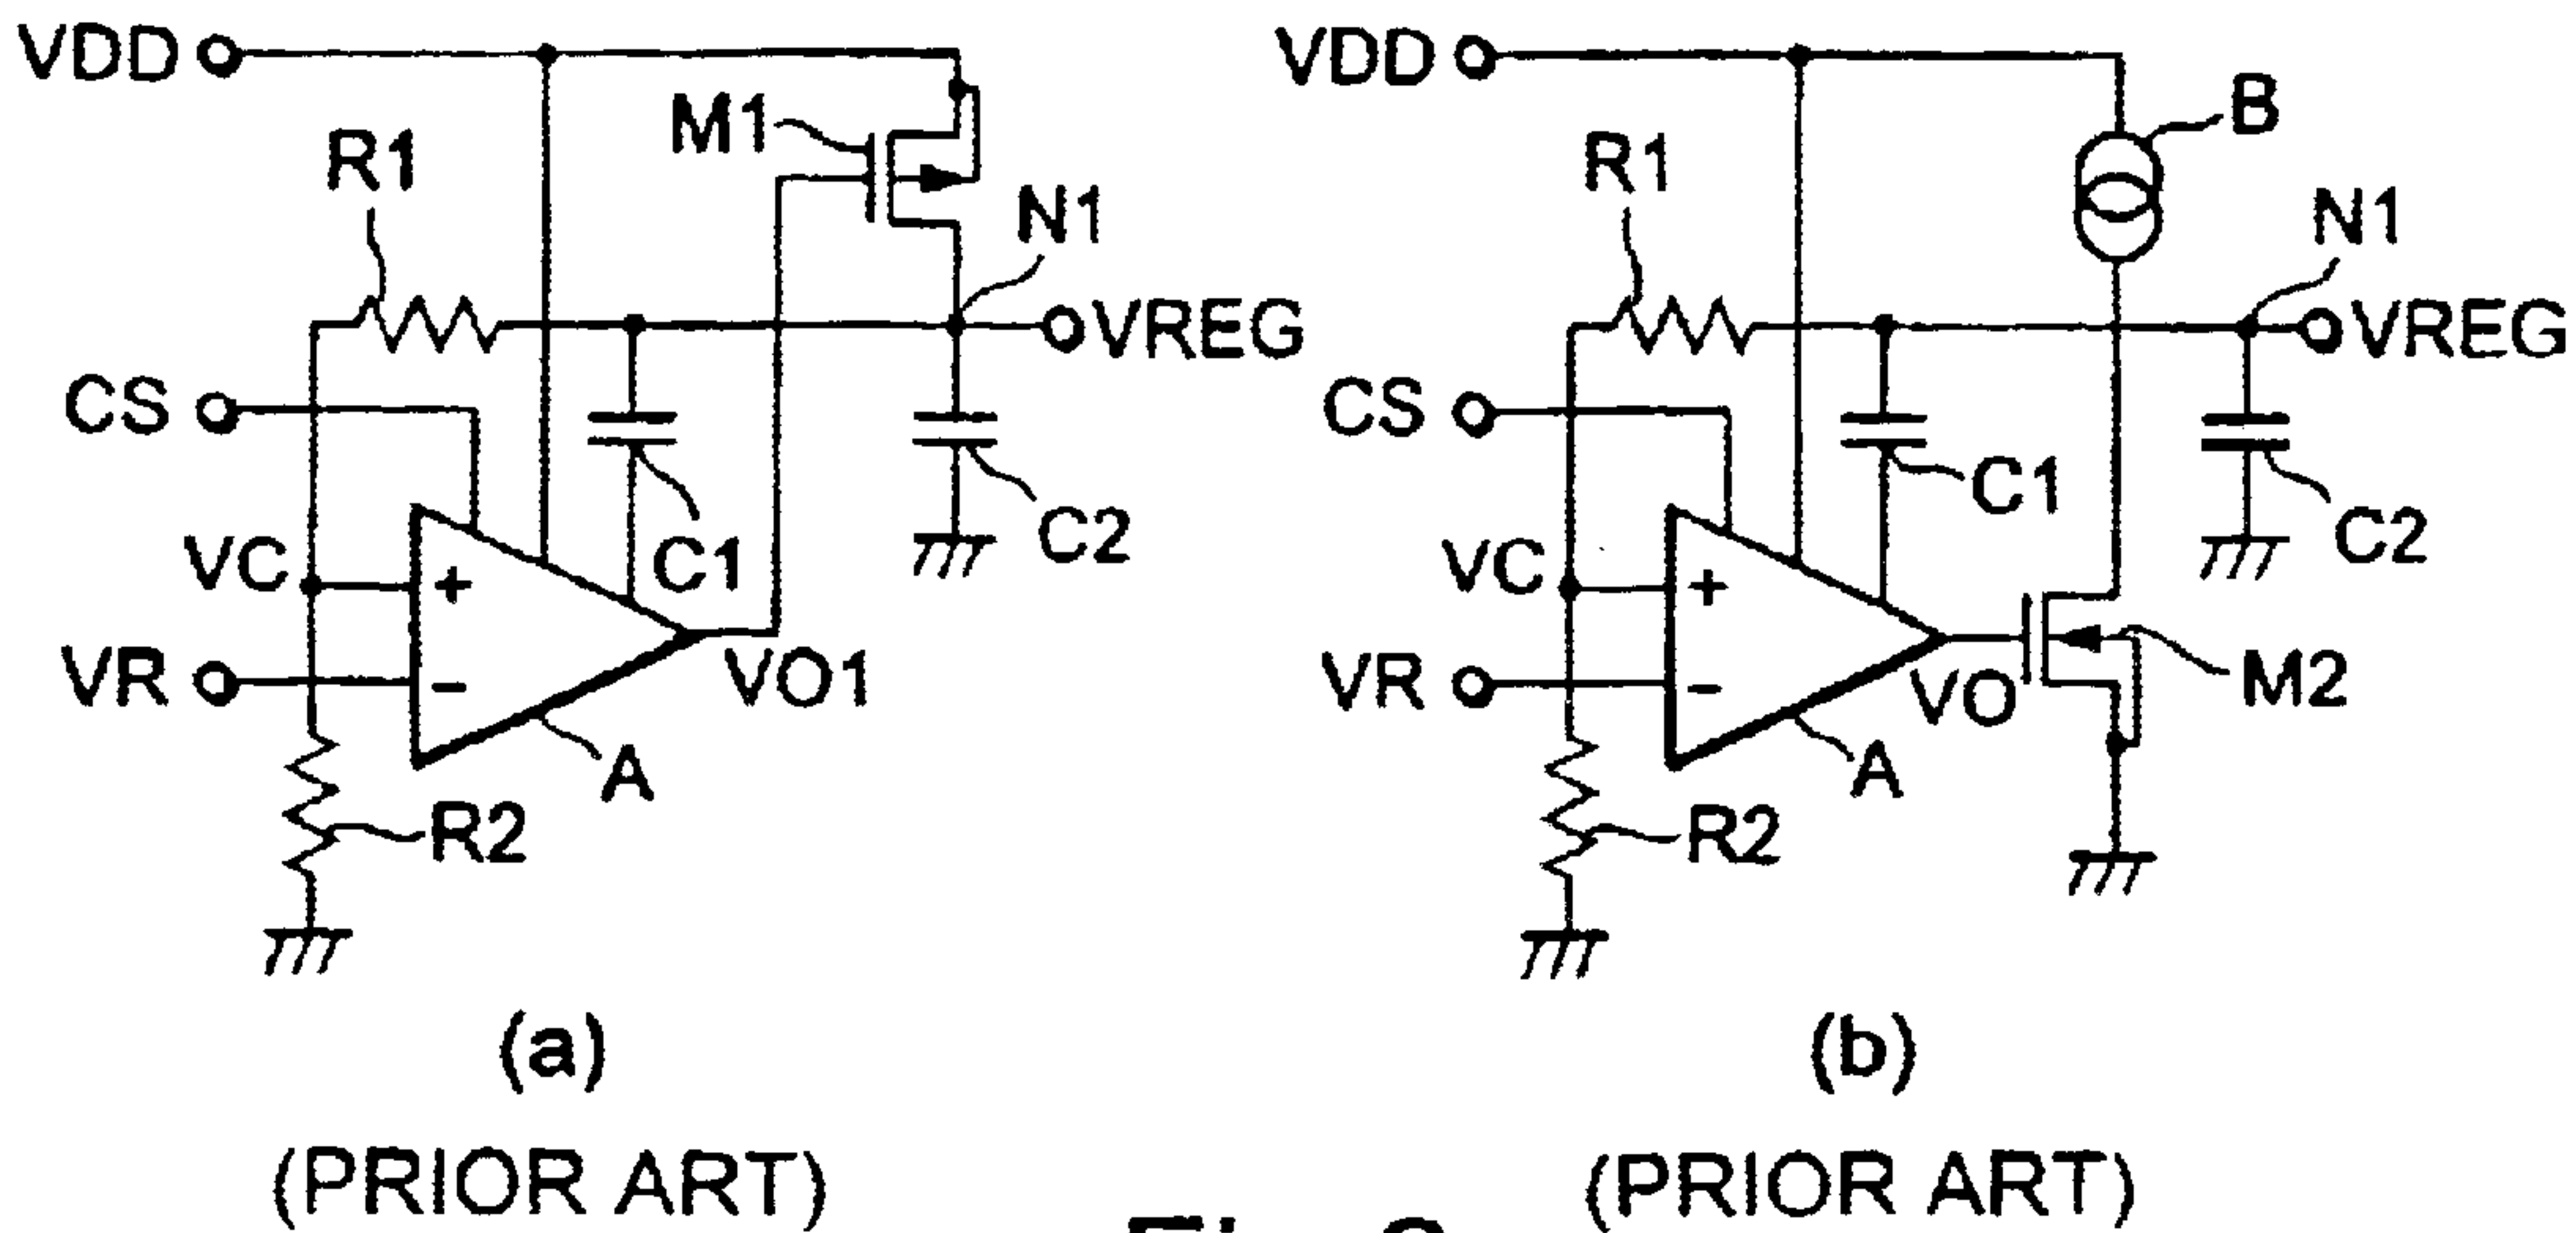 VDD
M1
R1
N1
VREG
CS
C1
C2
VC
+
VR
−
VO1
A
R2
(a)
(PRIOR ART)
VDD
B
R1
N1
VREG
CS
C1
C2
VC
+
VR
−
VO
M2
A
R2
(b)
(PRIOR ART)